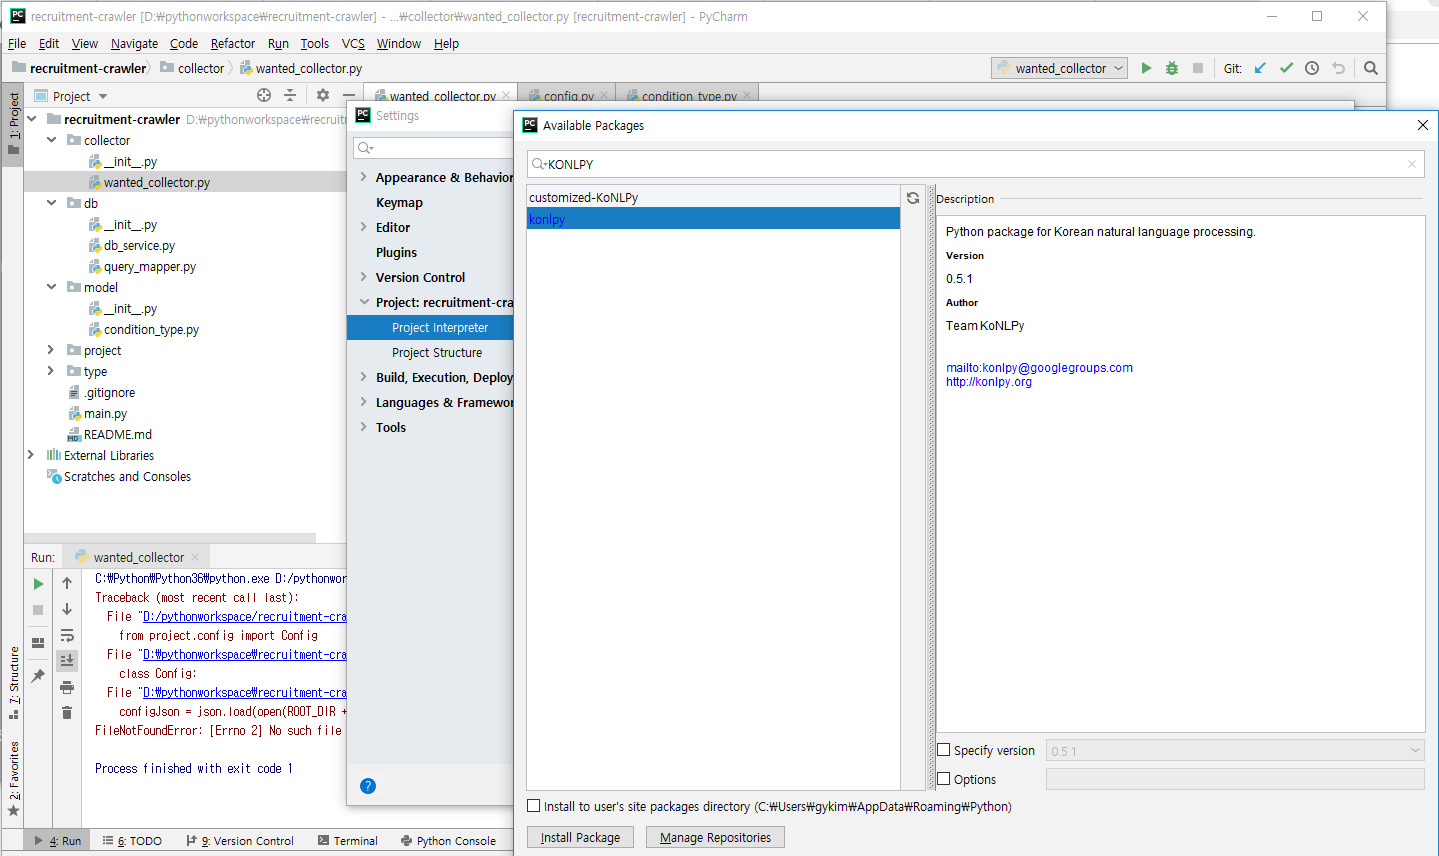 recruitment-crawler [D:₩pythonworkspace₩recruitment-crawler] - ...₩collector₩wanted_collector.py [recruitment-crawler] - PyCharm
File Edit View Navigate Code Refactor Run Tools VCS Window Help
recruitment-crawler collector wanted_collector.py
wanted_collector Git:
1: Project
Project
wanted_collector.py config.py condition_type.py
recruitment-crawler D:₩pythonworkspace₩recruitm
collector
__init__.py
wanted_collector.py
db
__init__.py
db_service.py
query_mapper.py
model
__init__.py
condition_type.py
project
type
.gitignore
main.py
README.md
External Libraries
Scratches and Consoles
Settings
Appearance & Behavior
Keymap
Editor
Plugins
Version Control
Project: recruitment-cra
Project Interpreter
Project Structure
Build, Execution, Deploy
Languages & Framewor
Tools
Available Packages
KONLPY
customized-KoNLPy
konlpy
Description
Python package for Korean natural language processing.
Version
0.5.1
Author
Team KoNLPy
mailto:konlpy@googlegroups.com
http://konlpy.org
Specify version 0.5.1
Options
Install to user's site packages directory (C:₩Users₩gykim₩AppData₩Roaming₩Python)
Install Package Manage Repositories
Run: wanted_collector
C:₩Python₩Python36₩python.exe D:/pythonwor
Traceback (most recent call last):
File "D:/pythonworkspace/recruitment-cra
from project.config import Config
File "D:₩pythonworkspace₩recruitment-cra
class Config:
File "D:₩pythonworkspace₩recruitment-cra
configJson = json.load(open(ROOT_DIR +
FileNotFoundError: [Errno 2] No such file
Process finished with exit code 1
7: Structure
2: Favorites
4: Run 6: TODO 9: Version Control Terminal Python Console